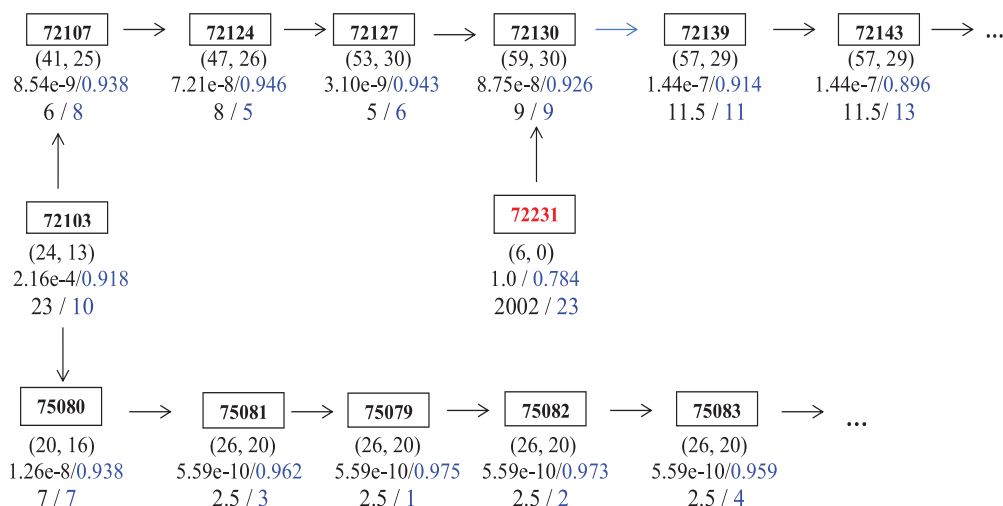 72107 72124 72127 72130 72139 72143 ...
(41, 25) (47, 26) (53, 30) (59, 30) (57, 29) (57, 29)
8.54e-9/0.938 7.21e-8/0.946 3.10e-9/0.943 8.75e-8/0.926 1.44e-7/0.914 1.44e-7/0.896
6 / 8 8 / 5 5 / 6 9 / 9 11.5 / 11 11.5/ 13
72103 72231
(24, 13) (6, 0)
2.16e-4/0.918 1.0 / 0.784
23 / 10 2002 / 23
75080 75081 75079 75082 75083 ...
(20, 16) (26, 20) (26, 20) (26, 20) (26, 20)
1.26e-8/0.938 5.59e-10/0.962 5.59e-10/0.975 5.59e-10/0.973 5.59e-10/0.959
7 / 7 2.5 / 3 2.5 / 1 2.5 / 2 2.5 / 4